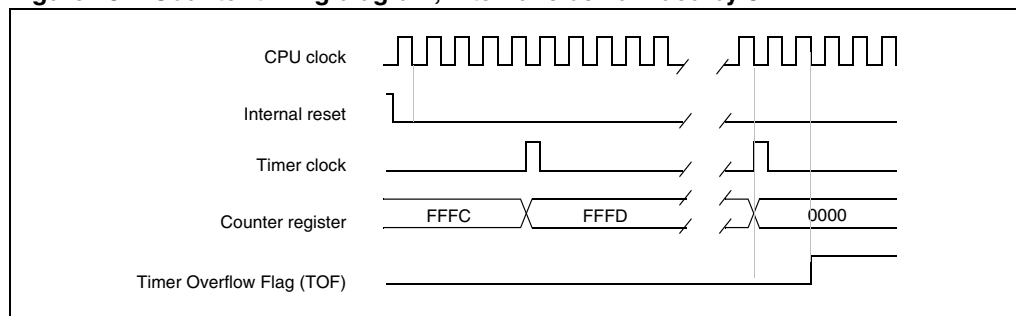 CPU clock
Internal reset
Timer clock
Counter register
FFFC
FFFD
0000
Timer Overflow Flag (TOF)